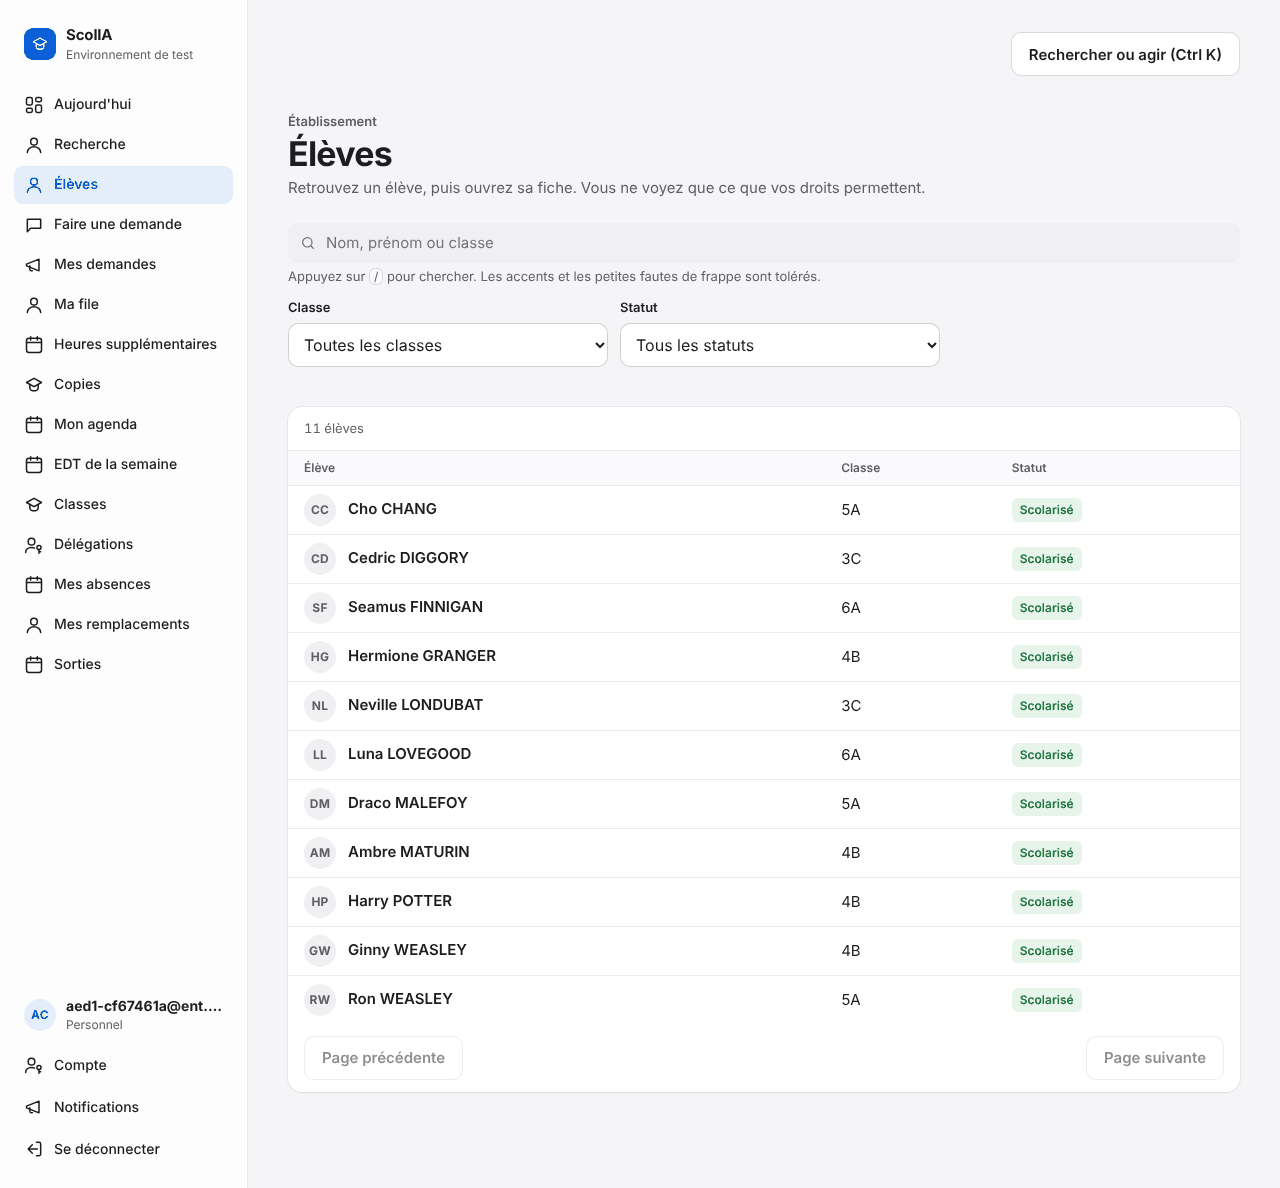 ScolIA
Environnement de test
Aujourd'hui
Recherche
Élèves
Faire une demande
Mes demandes
Ma file
Heures supplémentaires
Copies
Mon agenda
EDT de la semaine
Classes
Délégations
Mes absences
Mes remplacements
Sorties
AC
aed1-cf67461a@ent....
Personnel
Compte
Notifications
Se déconnecter
Rechercher ou agir (Ctrl K)
Établissement
Élèves
Retrouvez un élève, puis ouvrez sa fiche. Vous ne voyez que ce que vos droits permettent.
Nom, prénom ou classe
Appuyez sur / pour chercher. Les accents et les petites fautes de frappe sont tolérés.
Classe Statut
Toutes les classes Tous les statuts
11 élèves
Élève Classe Statut
CC Cho CHANG 5A Scolarisé
CD Cedric DIGGORY 3C Scolarisé
SF Seamus FINNIGAN 6A Scolarisé
HG Hermione GRANGER 4B Scolarisé
NL Neville LONDUBAT 3C Scolarisé
LL Luna LOVEGOOD 6A Scolarisé
DM Draco MALEFOY 5A Scolarisé
AM Ambre MATURIN 4B Scolarisé
HP Harry POTTER 4B Scolarisé
GW Ginny WEASLEY 4B Scolarisé
RW Ron WEASLEY 5A Scolarisé
Page précédente Page suivante